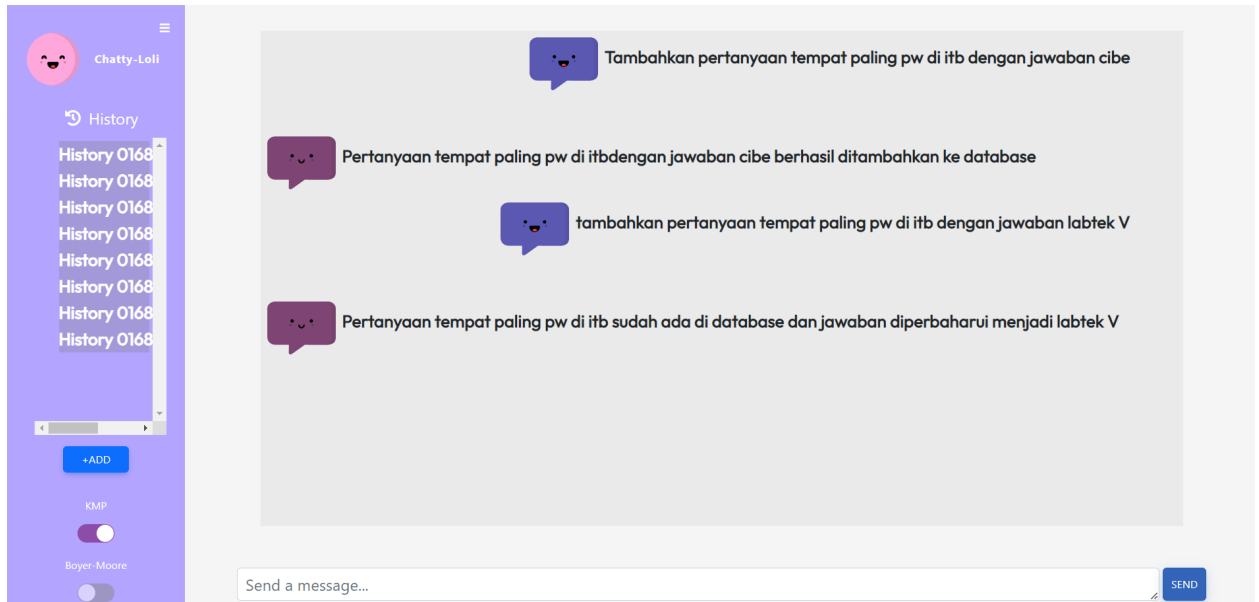 Chatty-Loli
History
History 0168
History 0168
History 0168
History 0168
History 0168
History 0168
History 0168
History 0168
+ADD
KMP
Boyer-Moore
Tambahkan pertanyaan tempat paling pw di itb dengan jawaban cibe
Pertanyaan tempat paling pw di itbdengan jawaban cibe berhasil ditambahkan ke database
tambahkan pertanyaan tempat paling pw di itb dengan jawaban labtek V
Pertanyaan tempat paling pw di itb sudah ada di database dan jawaban diperbaharui menjadi labtek V
Send a message...
SEND